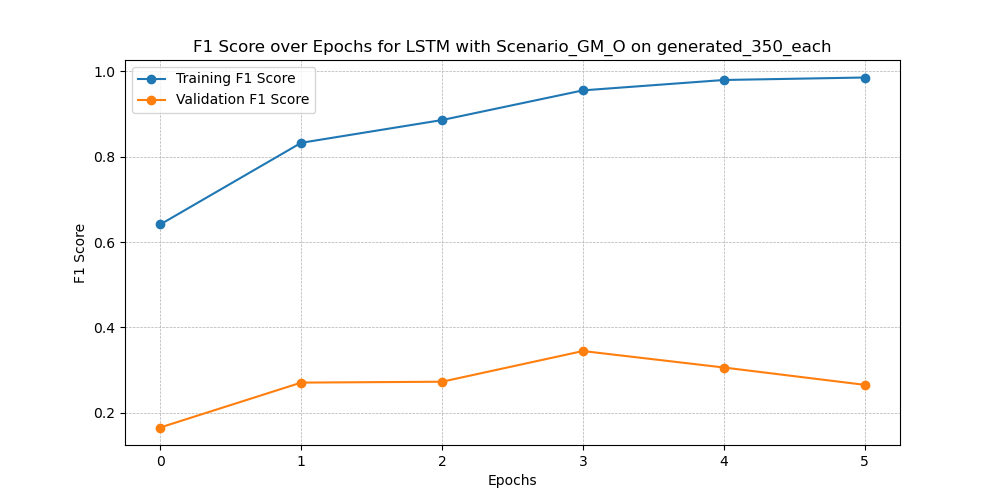 F1 Score over Epochs for LSTM with Scenario_GM_O on generated_350_each
Training F1 Score
Validation F1 Score
F1 Score
1.0
0.8
0.6
0.4
0.2
0 1 2 3 4 5
Epochs